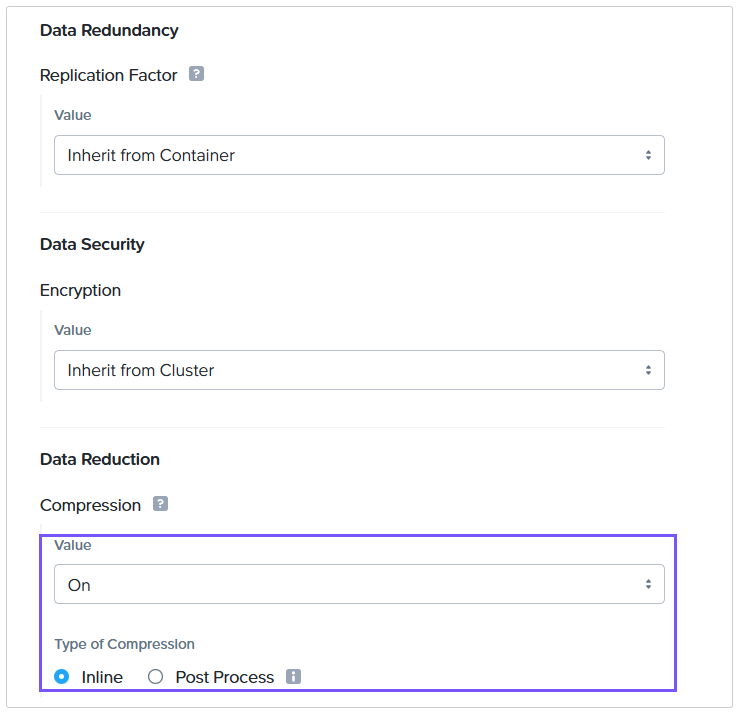 Data Redundancy
Replication Factor ?
Value
Inherit from Container
Data Security
Encryption
Value
Inherit from Cluster
Data Reduction
Compression ?
Value
On
Type of Compression
Inline Post Process i